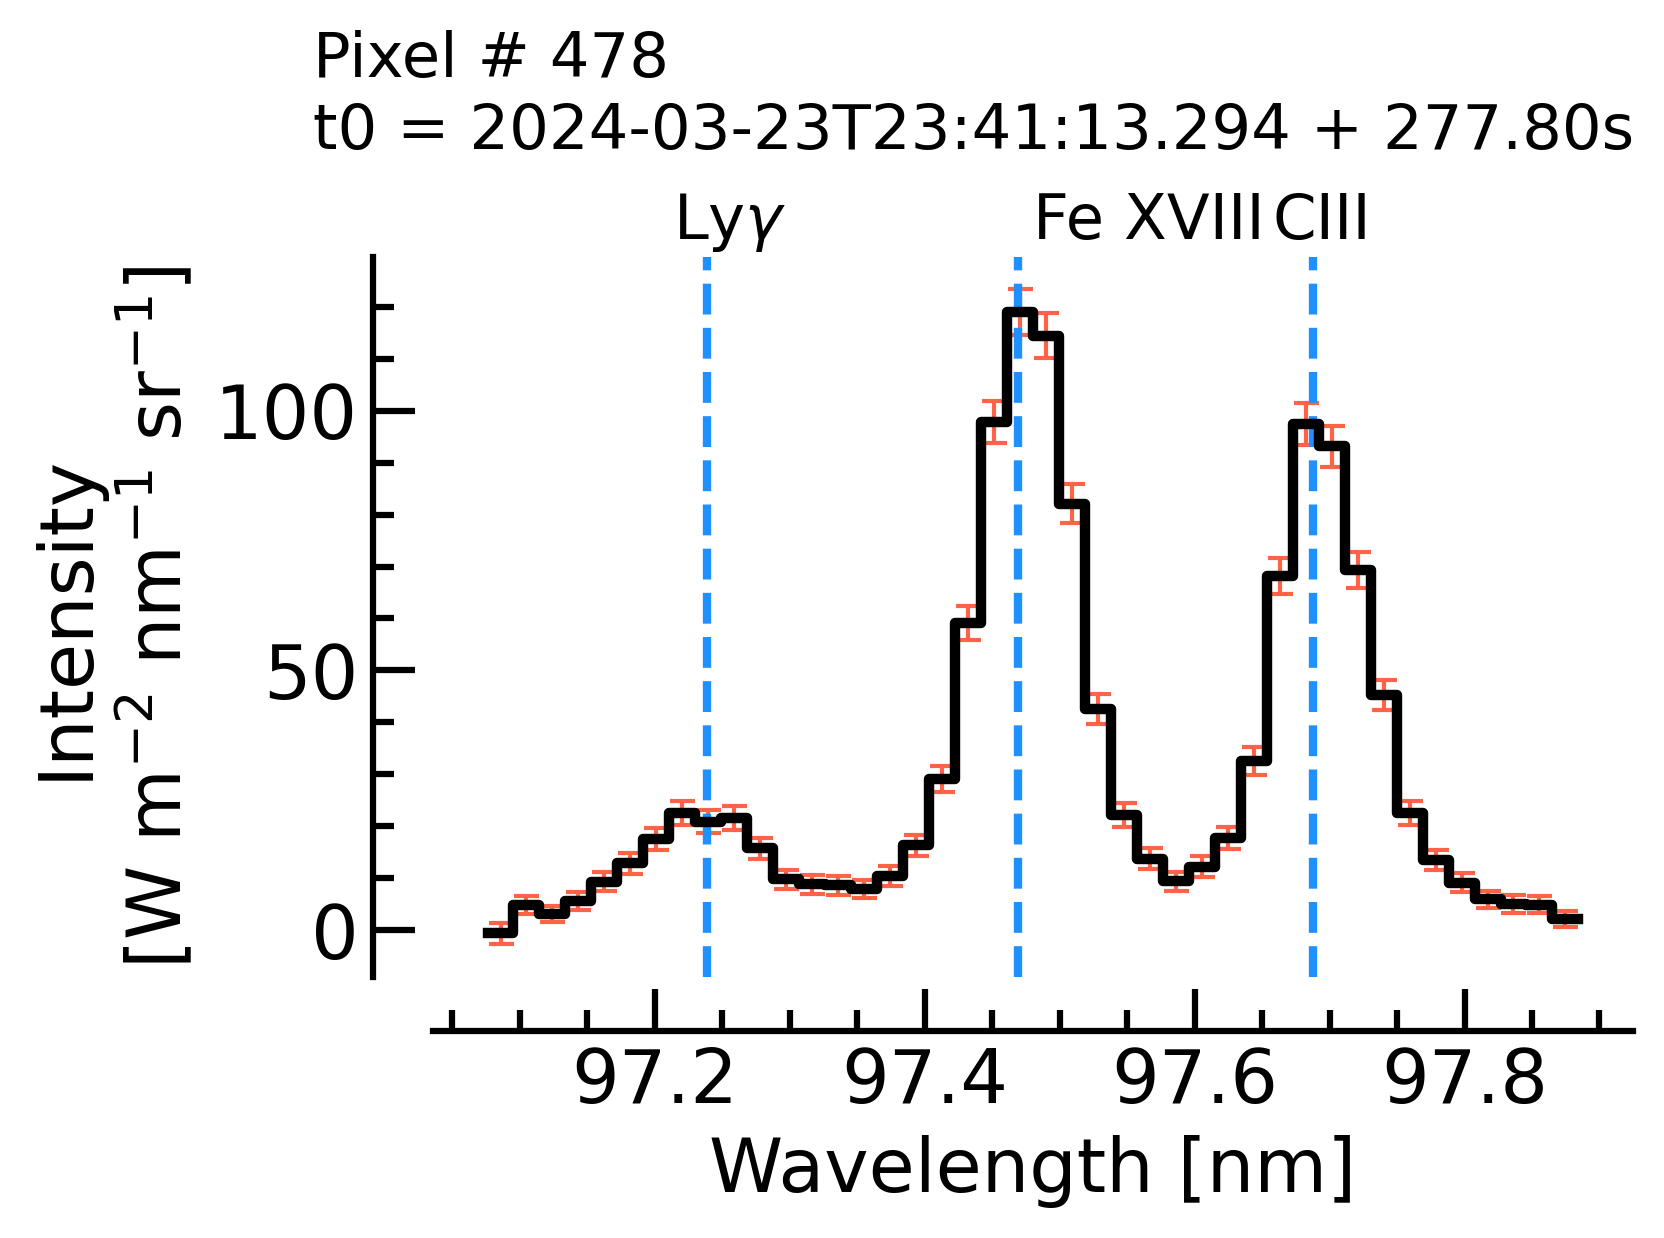 Pixel # 478
t0 = 2024-03-23T23:41:13.294 + 277.80s
Lyγ Fe XVIII CIII
Intensity
[W m⁻² nm⁻¹ sr⁻¹]
100
50
0
97.2 97.4 97.6 97.8
Wavelength [nm]